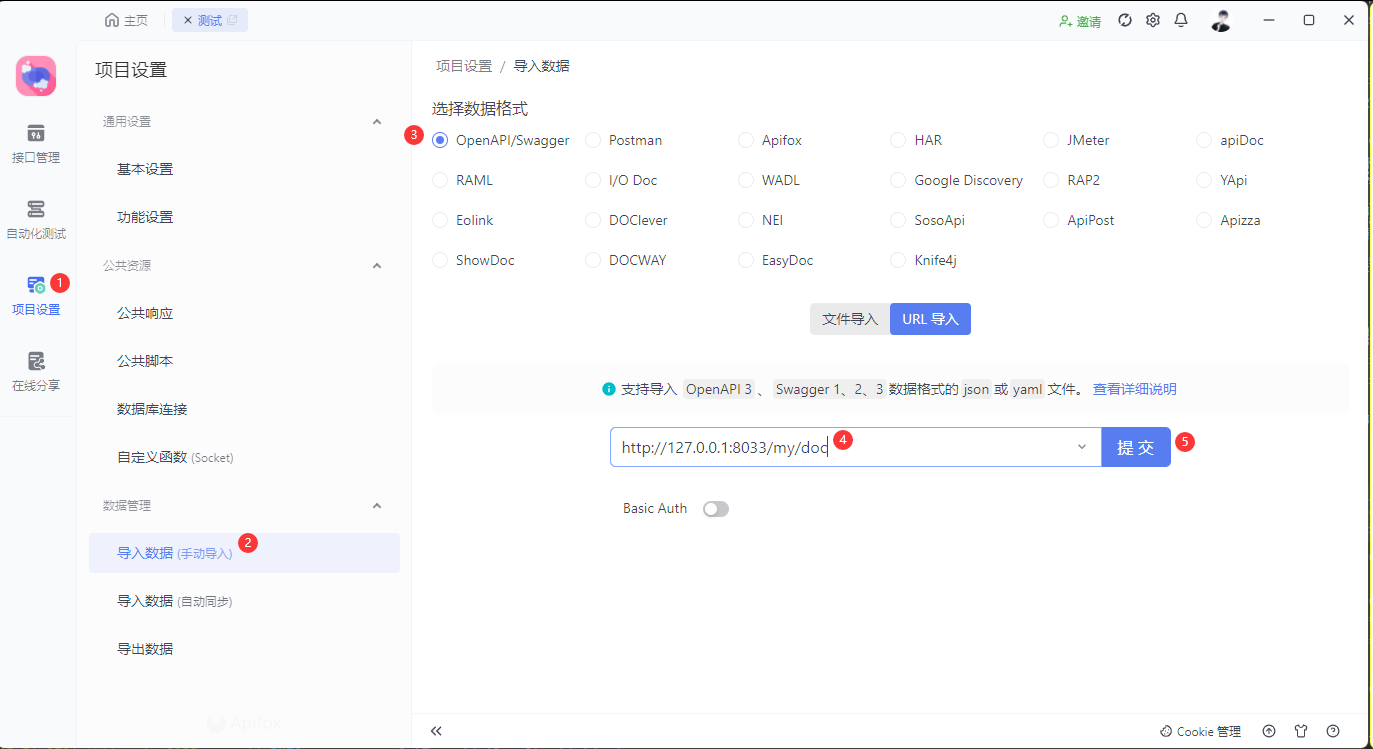 主页
测试
邀请
项目设置
接口管理
自动化测试
1
项目设置
在线分享
通用设置
基本设置
功能设置
公共资源
公共响应
公共脚本
数据库连接
自定义函数 (Socket)
数据管理
导入数据 (手动导入)
2
导入数据 (自动同步)
导出数据
Apifox
项目设置 / 导入数据
选择数据格式
3
OpenAPI/Swagger Postman Apifox HAR JMeter apiDoc
RAML I/O Doc WADL Google Discovery RAP2 YApi
Eolink DOClever NEI SosoApi ApiPost Apizza
ShowDoc DOCWAY EasyDoc Knife4j
文件导入 URL 导入
支持导入 OpenAPI 3 、 Swagger 1、2、3 数据格式的 json 或 yaml 文件。 查看详细说明
http://127.0.0.1:8033/my/doc
4
提 交
5
Basic Auth
Cookie 管理